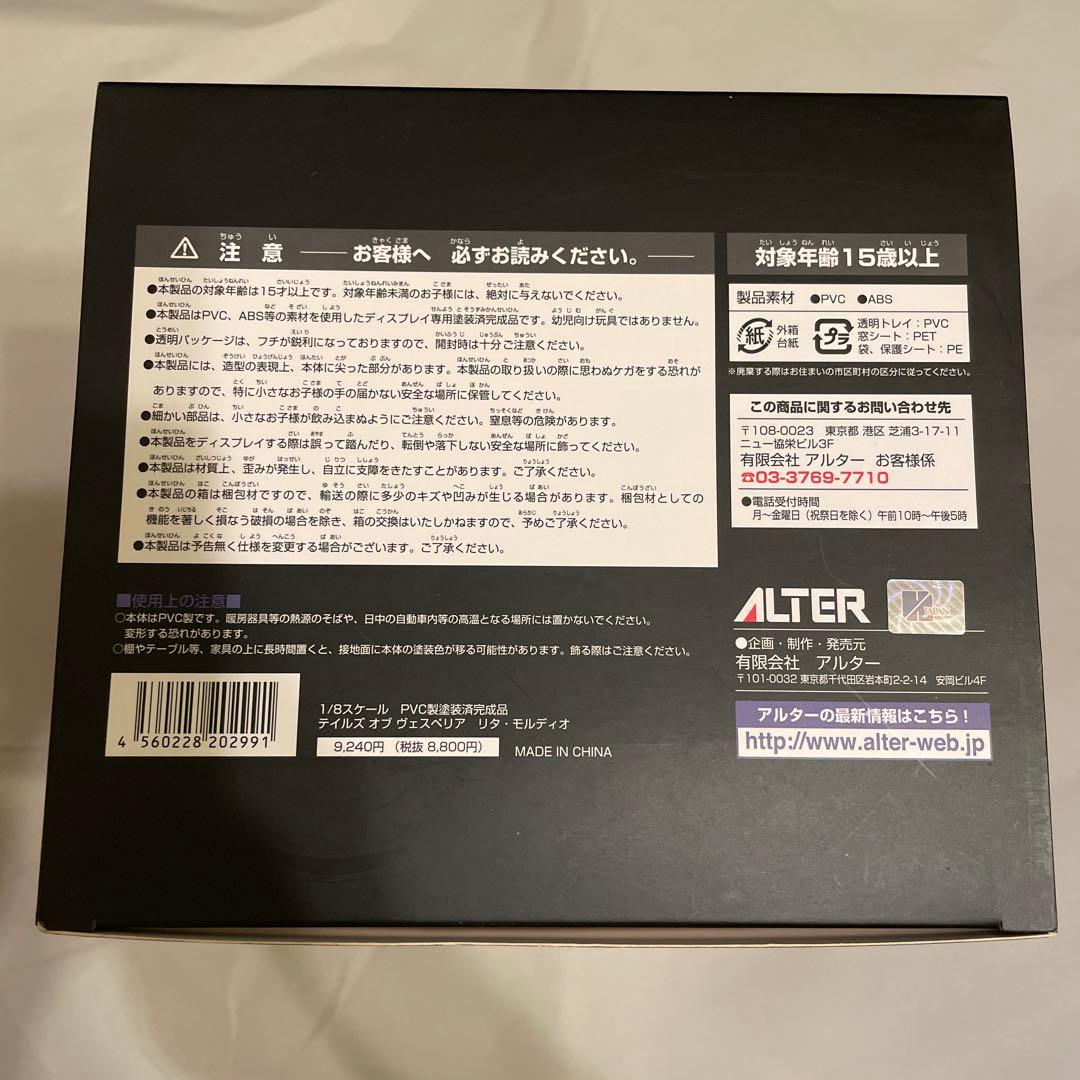 ⚠ 注意 ── お客様へ 必ずお読みください。──
●本製品の対象年齢は15才以上です。対象年齢未満のお子様には、絶対に与えないでください。
●本製品はPVC、ABS等の素材を使用したディスプレイ専用塗装済完成品です。幼児向け玩具ではありません。
●透明パッケージは、フチが鋭利になっておりますので、開封時は十分ご注意ください。
●本製品には、造型の表現上、本体に尖った部分があります。本製品の取り扱いの際に思わぬケガをする恐れが
ありますので、特に小さなお子様の手の届かない安全な場所に保管してください。
●細かい部品は、小さなお子様が飲み込まぬようにご注意ください。窒息等の危険があります。
●本製品をディスプレイする際は誤って踏んだり、転倒や落下しない安全な場所に飾ってください。
●本製品は材質上、歪みが発生し、自立に支障をきたすことがあります。ご了承ください。
●本製品の箱は梱包材ですので、輸送の際に多少のキズや凹みが生じる場合があります。梱包材としての
機能を著しく損なう破損の場合を除き、箱の交換はいたしかねますので、予めご了承ください。
●本製品は予告無く仕様を変更する場合がございます。ご了承ください。
■使用上の注意■
○本体はPVC製です。暖房器具等の熱源のそばや、日中の自動車内等の高温となる場所には置かないでください。
変形する恐れがあります。
○棚やテーブル等、家具の上に長時間置くと、接地面に本体の塗装色が移る可能性があります。飾る際はご注意ください。
4 560228 202991
1/8スケール PVC製塗装済完成品
テイルズ オブ ヴェスペリア リタ・モルディオ
9,240円（税抜 8,800円）
MADE IN CHINA
対象年齢15歳以上
製品素材 ●PVC ●ABS
紙 外箱
台紙
プラ 透明トレイ：PVC
窓シート：PET
袋、保護シート：PE
※廃棄する際はお住まいの市区町村の区分に従ってください。
この商品に関するお問い合わせ先
〒108-0023 東京都 港区 芝浦3-17-11
ニュー協栄ビル3F
有限会社 アルター お客様係
☎03-3769-7710
●電話受付時間
月〜金曜日（祝祭日を除く）午前10時〜午後5時
ALTER
JAPAN
●企画・制作・発売元
有限会社 アルター
〒101-0032 東京都千代田区岩本町2-2-14 安岡ビル4F
アルターの最新情報はこちら！
http://www.alter-web.jp